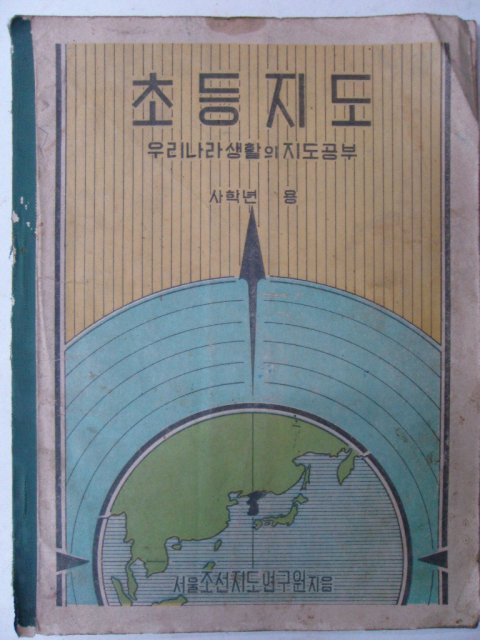 초등지도
우리나라생활의지도공부
사학년 용
서울조선지도연구원지음